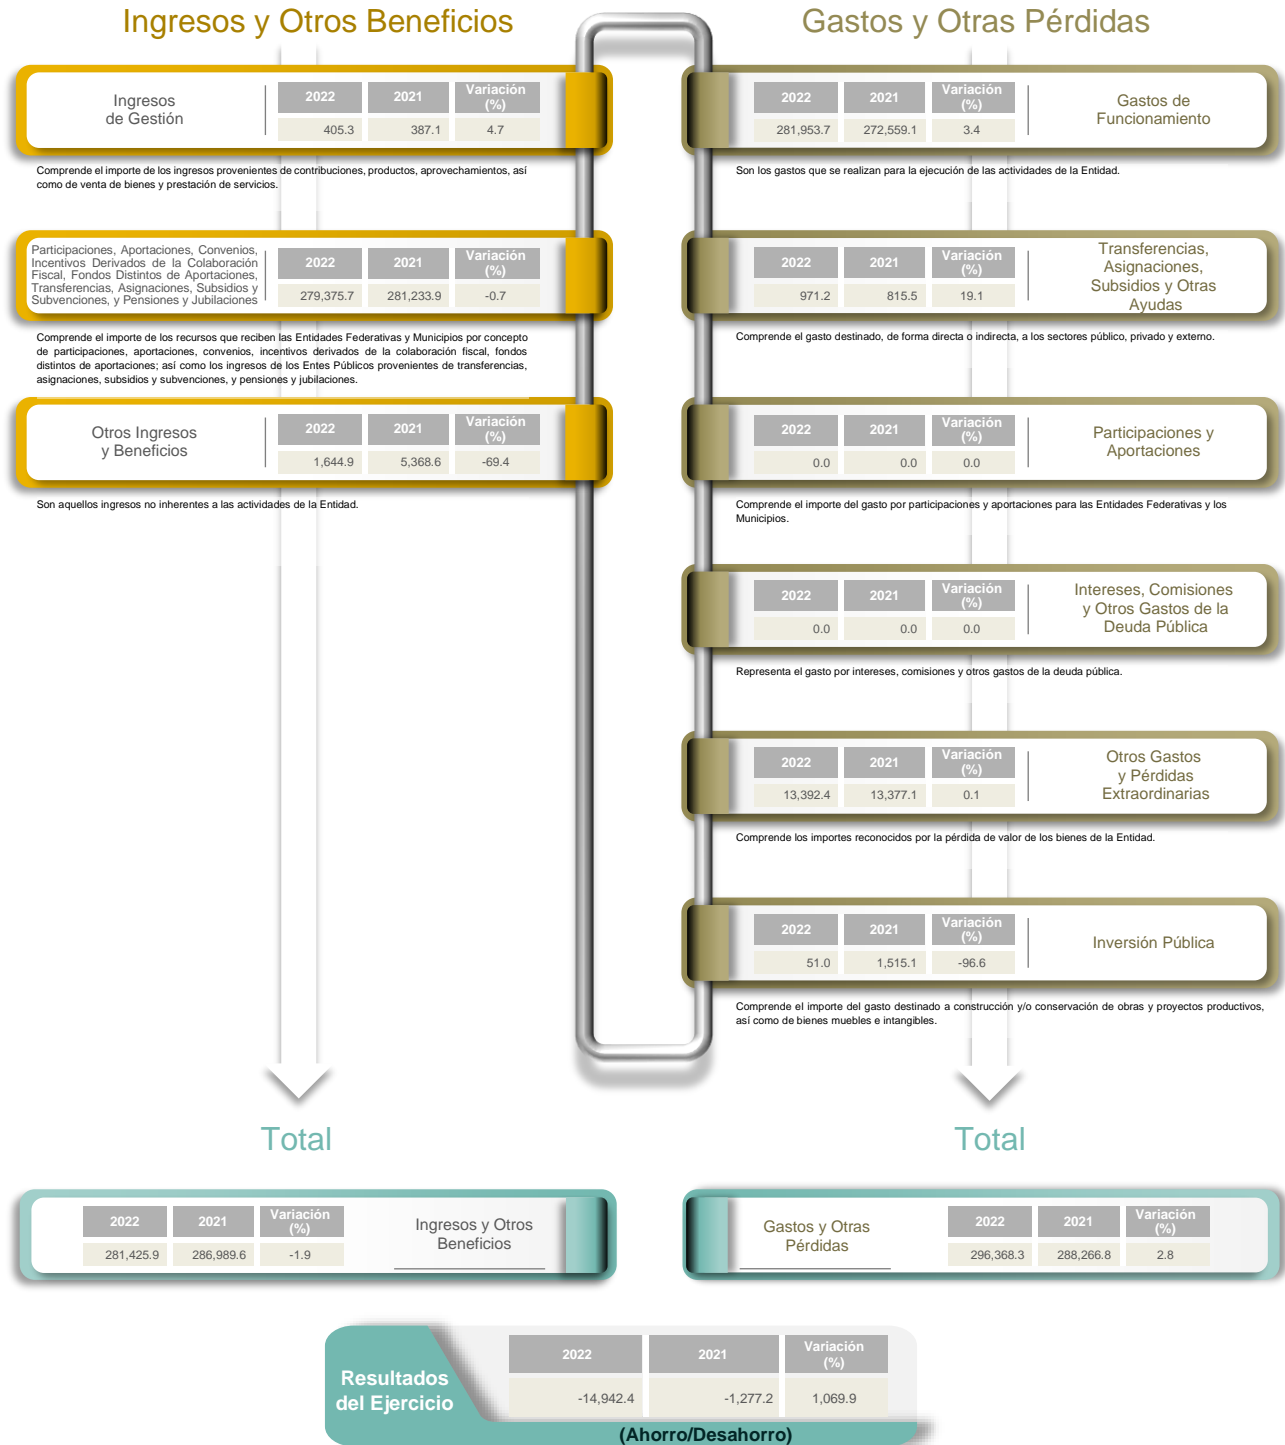 Ingresos y Otros Beneficios
Ingresos
de Gestión
2022 2021 Variación
(%)
405.3 387.1 4.7
Comprende el importe de los ingresos provenientes de contribuciones, productos, aprovechamientos, así
como de venta de bienes y prestación de servicios.
Participaciones, Aportaciones, Convenios,
Incentivos Derivados de la Colaboración
Fiscal, Fondos Distintos de Aportaciones,
Transferencias, Asignaciones, Subsidios y
Subvenciones, y Pensiones y Jubilaciones
2022 2021 Variación
(%)
279,375.7 281,233.9 -0.7
Comprende el importe de los recursos que reciben las Entidades Federativas y Municipios por concepto
de participaciones, aportaciones, convenios, incentivos derivados de la colaboración fiscal, fondos
distintos de aportaciones; así como los ingresos de los Entes Públicos provenientes de transferencias,
asignaciones, subsidios y subvenciones, y pensiones y jubilaciones.
Otros Ingresos
y Beneficios
2022 2021 Variación
(%)
1,644.9 5,368.6 -69.4
Son aquellos ingresos no inherentes a las actividades de la Entidad.
Gastos y Otras Pérdidas
2022 2021 Variación
(%)
281,953.7 272,559.1 3.4
Gastos de
Funcionamiento
Son los gastos que se realizan para la ejecución de las actividades de la Entidad.
2022 2021 Variación
(%)
971.2 815.5 19.1
Transferencias,
Asignaciones,
Subsidios y Otras
Ayudas
Comprende el gasto destinado, de forma directa o indirecta, a los sectores público, privado y externo.
2022 2021 Variación
(%)
0.0 0.0 0.0
Participaciones y
Aportaciones
Comprende el importe del gasto por participaciones y aportaciones para las Entidades Federativas y los
Municipios.
2022 2021 Variación
(%)
0.0 0.0 0.0
Intereses, Comisiones
y Otros Gastos de la
Deuda Pública
Representa el gasto por intereses, comisiones y otros gastos de la deuda pública.
2022 2021 Variación
(%)
13,392.4 13,377.1 0.1
Otros Gastos
y Pérdidas
Extraordinarias
Comprende los importes reconocidos por la pérdida de valor de los bienes de la Entidad.
2022 2021 Variación
(%)
51.0 1,515.1 -96.6
Inversión Pública
Comprende el importe del gasto destinado a construcción y/o conservación de obras y proyectos productivos,
así como de bienes muebles e intangibles.
Total
2022 2021 Variación
(%)
281,425.9 286,989.6 -1.9
Ingresos y Otros
Beneficios
Total
Gastos y Otras
Pérdidas
2022 2021 Variación
(%)
296,368.3 288,266.8 2.8
Resultados
del Ejercicio
2022 2021 Variación
(%)
-14,942.4 -1,277.2 1,069.9
(Ahorro/Desahorro)